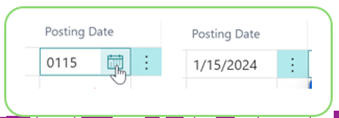 Posting Date
0115
Posting Date
1/15/2024